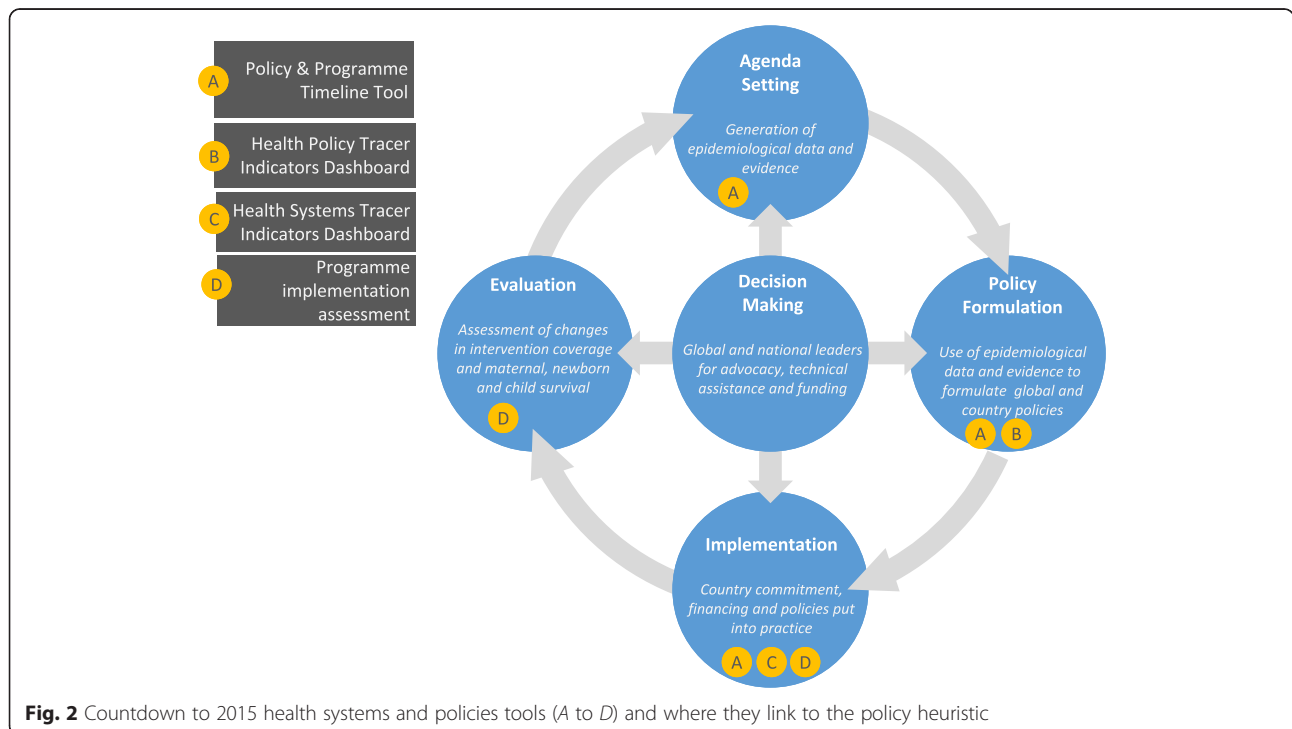 A
Policy & Programme
Timeline Tool
B
Health Policy Tracer
Indicators Dashboard
C
Health Systems Tracer
Indicators Dashboard
D
Programme
implementation
assessment
Agenda
Setting
Generation of
epidemiological data and
evidence
A
Evaluation
Assessment of changes
in intervention coverage
and maternal, newborn
and child survival
D
Decision
Making
Global and national leaders
for advocacy, technical
assistance and funding
Policy
Formulation
Use of epidemiological
data and evidence to
formulate global and
country policies
A B
Implementation
Country commitment,
financing and policies put
into practice
A C D
Fig. 2 Countdown to 2015 health systems and policies tools (A to D) and where they link to the policy heuristic